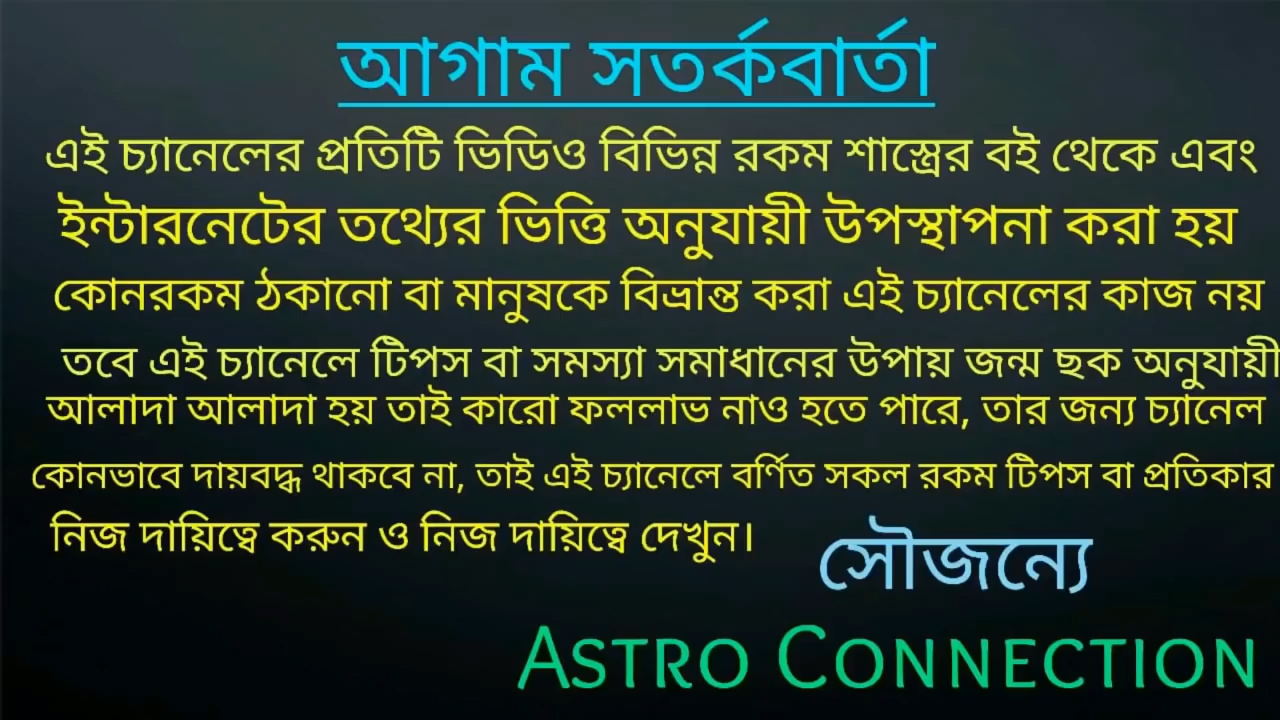 আগাম সতর্কবার্তা
এই চ্যানেলের প্রতিটি ভিডিও বিভিন্ন রকম শাস্ত্রের বই থেকে এবং
ইন্টারনেটের তথ্যের ভিত্তি অনুযায়ী উপস্থাপনা করা হয়
কোনরকম ঠকানো বা মানুষকে বিভ্রান্ত করা এই চ্যানেলের কাজ নয়
তবে এই চ্যানেলে টিপস বা সমস্যা সমাধানের উপায় জন্ম ছক অনুযায়ী
আলাদা আলাদা হয় তাই কারো ফললাভ নাও হতে পারে, তার জন্য চ্যানেল
কোনভাবে দায়বদ্ধ থাকবে না, তাই এই চ্যানেলে বর্ণিত সকল রকম টিপস বা প্রতিকার
নিজ দায়িত্বে করুন ও নিজ দায়িত্বে দেখুন।
সৌজন্যে
ASTRO CONNECTION